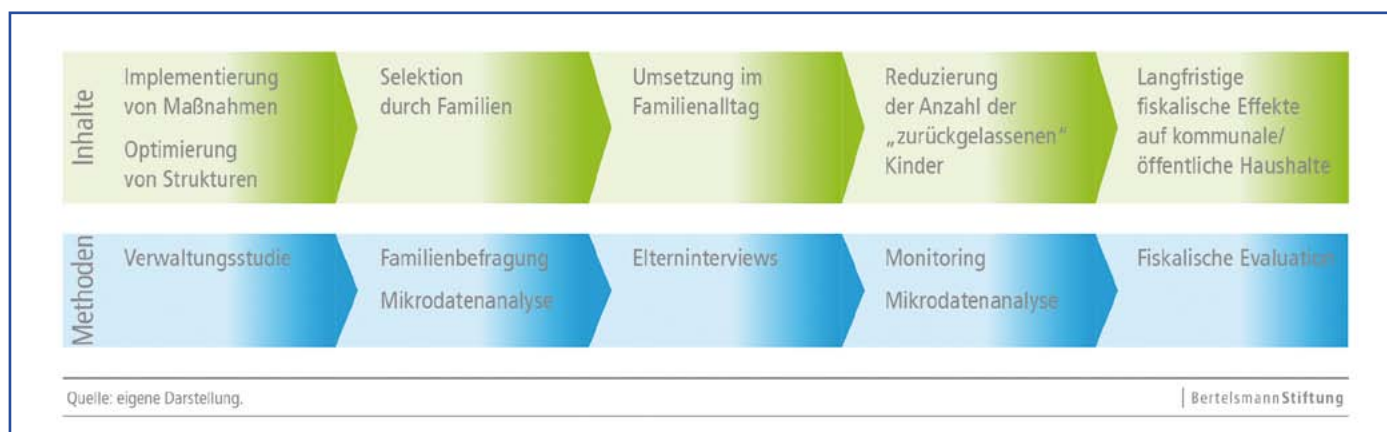 Inhalte
Implementierung
von Maßnahmen
Optimierung
von Strukturen
Selektion
durch Familien
Umsetzung im
Familienalltag
Reduzierung
der Anzahl der
„zurückgelassenen“
Kinder
Langfristige
fiskalische Effekte
auf kommunale/
öffentliche Haushalte
Methoden
Verwaltungsstudie
Familienbefragung
Mikrodatenanalyse
Elterninterviews
Monitoring
Mikrodatenanalyse
Fiskalische Evaluation
Quelle: eigene Darstellung.
BertelsmannStiftung